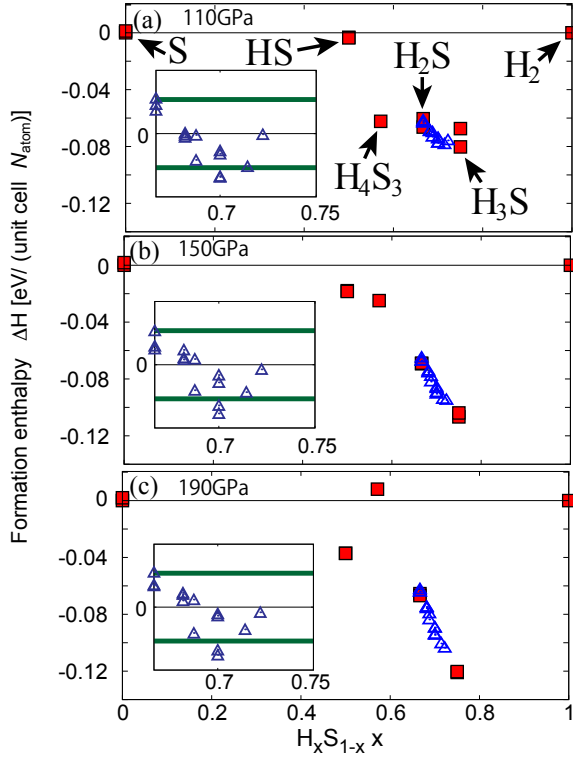 (a) 110GPa
0
-0.04
-0.08
-0.12
S
HS
H2S
H2
H4S3
H3S
0
0.7
0.75
(b) 150GPa
0
-0.04
-0.08
-0.12
0
0.7
0.75
(c) 190GPa
0
-0.04
-0.08
-0.12
0
0.7
0.75
0 0.2 0.4 0.6 0.8 1
HxS1-x x
Formation enthalpy ΔH [eV/ (unit cell Natom)]